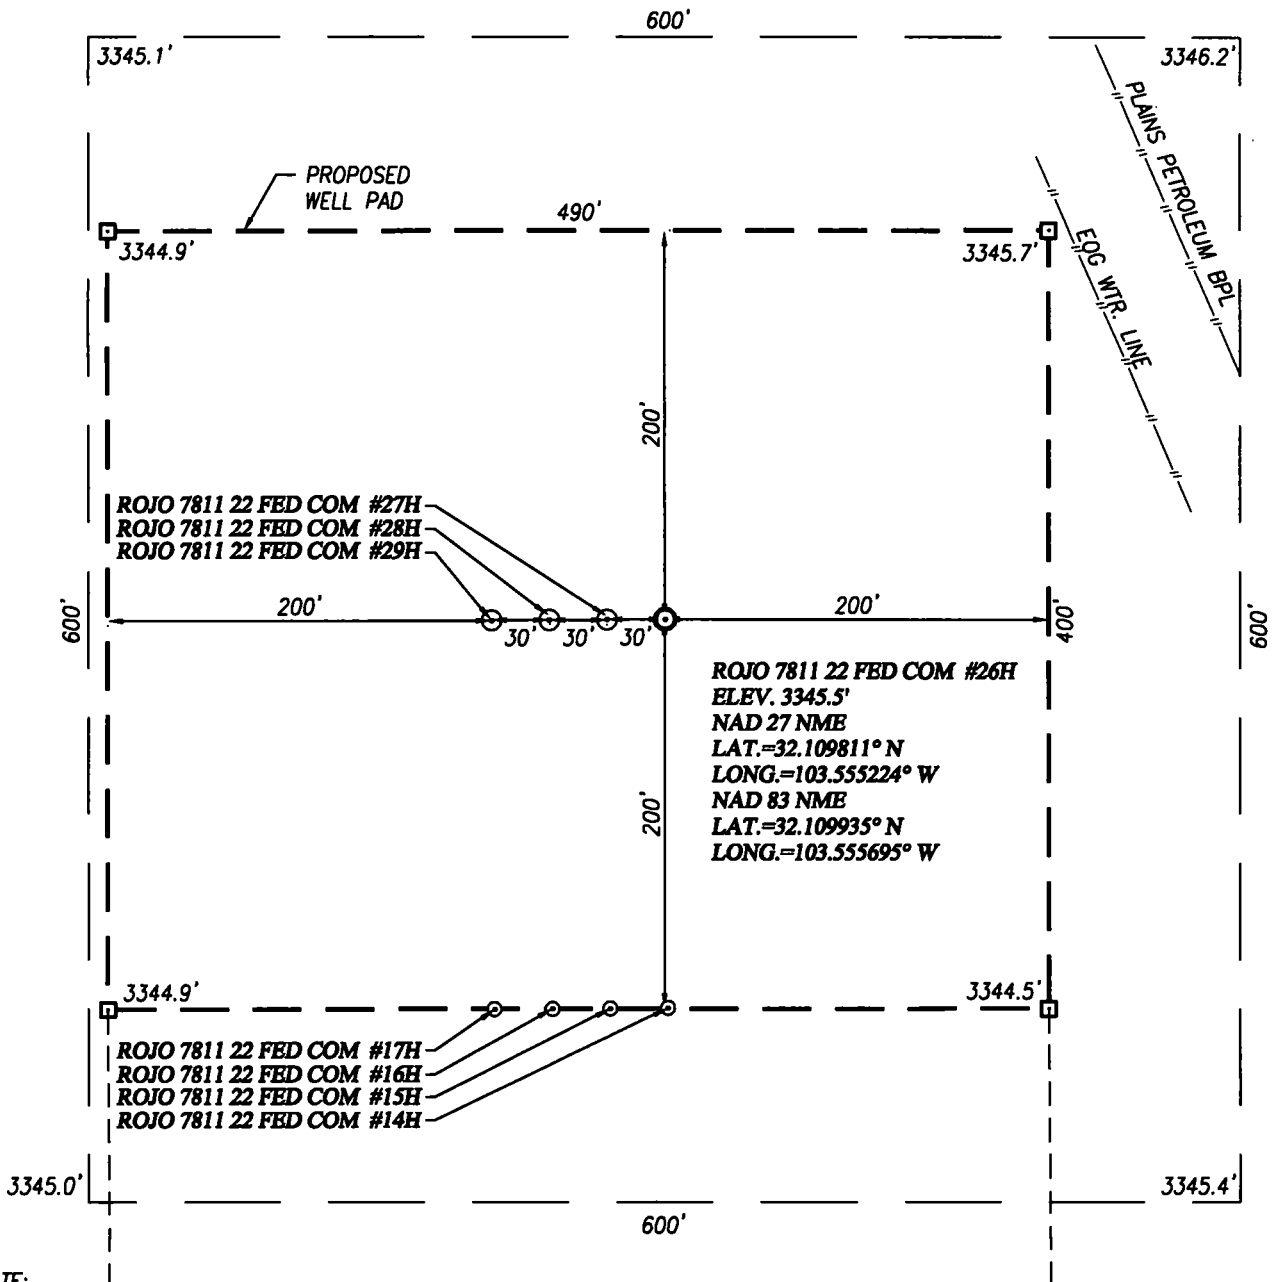 600'
3345.1'
3346.2'
PLAINS PETROLEUM BPL
PROPOSED
WELL PAD
490'
3344.9'
3345.7'
EOG WTR. LINE
200'
ROJO 7811 22 FED COM #27H
ROJO 7811 22 FED COM #28H
ROJO 7811 22 FED COM #29H
600'
200'
30'
30'
30'
200'
400'
600'
ROJO 7811 22 FED COM #26H
ELEV. 3345.5'
NAD 27 NME
LAT.=32.109811° N
LONG.=103.555224° W
NAD 83 NME
LAT.=32.109935° N
LONG.=103.555695° W
200'
3344.9'
3344.5'
ROJO 7811 22 FED COM #17H
ROJO 7811 22 FED COM #16H
ROJO 7811 22 FED COM #15H
ROJO 7811 22 FED COM #14H
3345.0'
3345.4'
600'